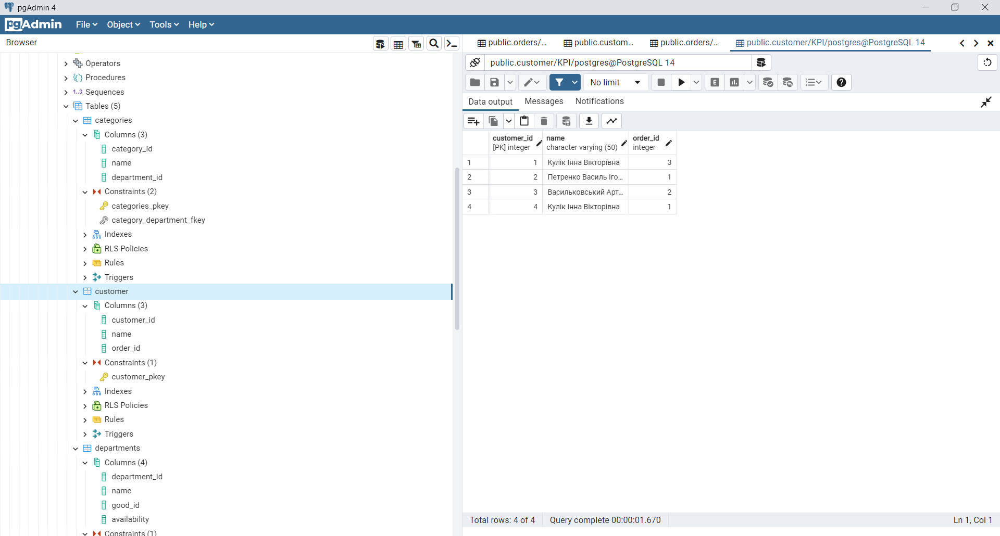 pgAdmin 4
pgAdmin File Object Tools Help
Browser
public.orders/... public.custom... public.orders/... public.customer/KPI/postgres@PostgreSQL 14
Operators
Procedures
1..3 Sequences
Tables (5)
categories
Columns (3)
category_id
name
department_id
Constraints (2)
categories_pkey
category_department_fkey
Indexes
RLS Policies
Rules
Triggers
customer
Columns (3)
customer_id
name
order_id
Constraints (1)
customer_pkey
Indexes
RLS Policies
Rules
Triggers
departments
Columns (4)
department_id
name
good_id
availability
Constraints (1)
public.customer/KPI/postgres@PostgreSQL 14
No limit E
Data output Messages Notifications
customer_id name order_id
[PK] integer character varying (50) integer
1 1 Кулік Інна Вікторівна 3
2 2 Петренко Василь Іго... 1
3 3 Васильковський Арт... 2
4 4 Кулік Інна Вікторівна 1
Total rows: 4 of 4 Query complete 00:00:01.670 Ln 1, Col 1